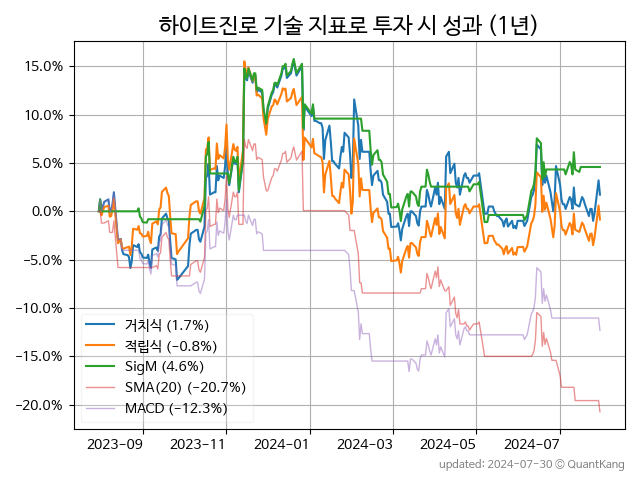 하이트진로 기술 지표로 투자 시 성과 (1년)
15.0%
10.0%
5.0%
0.0%
−5.0%
−10.0%
−15.0%
−20.0%
거치식 (1.7%)
적립식 (−0.8%)
SigM (4.6%)
SMA(20) (−20.7%)
MACD (−12.3%)
2023−09 2023−11 2024−01 2024−03 2024−05 2024−07
updated: 2024-07-30 © QuantKang